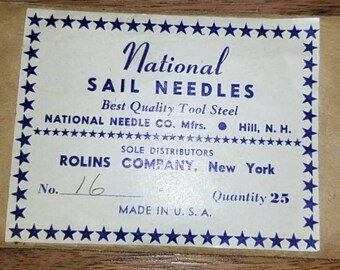 National
SAIL NEEDLES
Best Quality Tool Steel
NATIONAL NEEDLE CO. Mfrs. ● Hill, N. H.
SOLE DISTRIBUTORS
ROLINS COMPANY, New York
No. 16 Quantity 25
MADE IN U. S. A.